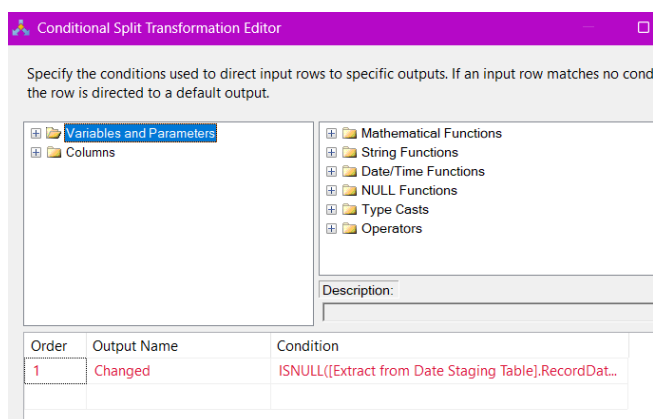 Conditional Split Transformation Editor
Specify the conditions used to direct input rows to specific outputs. If an input row matches no cond
the row is directed to a default output.
Variables and Parameters
Columns
Mathematical Functions
String Functions
Date/Time Functions
NULL Functions
Type Casts
Operators
Description:
Order Output Name Condition
1 Changed ISNULL([Extract from Date Staging Table].RecordDat...